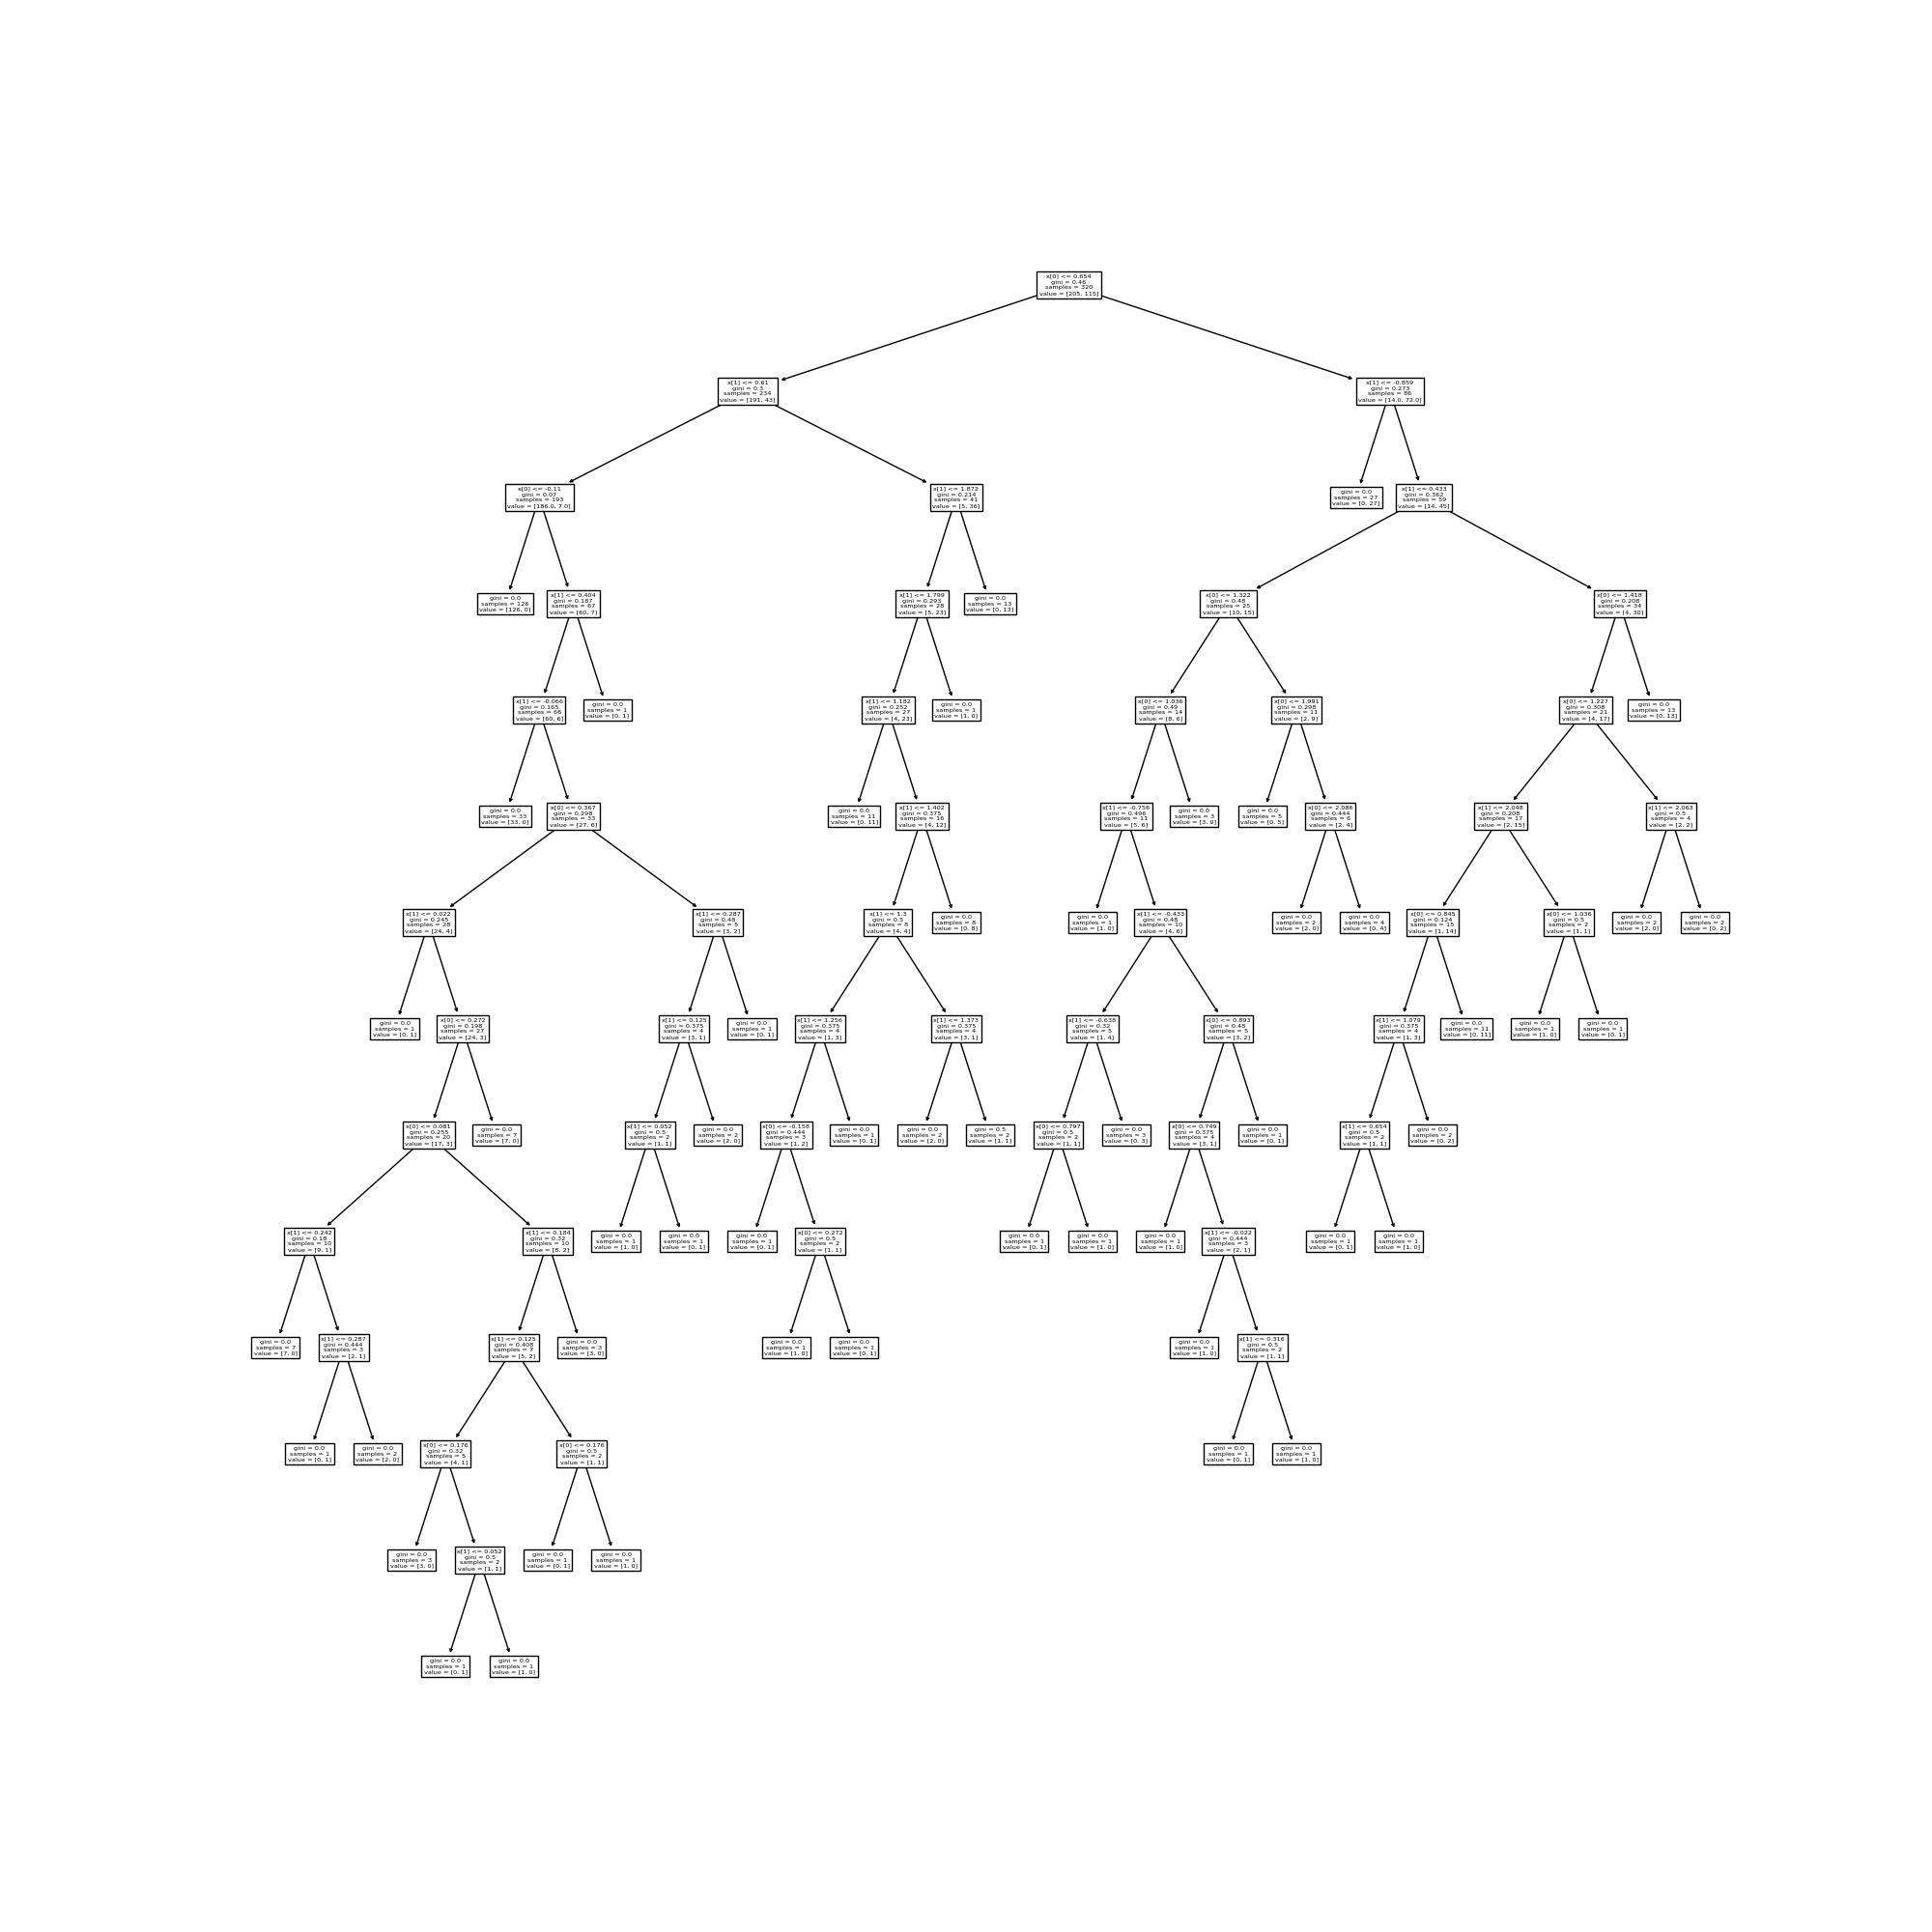 x[0] <= 0.654
gini = 0.46
samples = 320
value = [205, 115]
x[1] <= 0.61
gini = 0.3
samples = 234
value = [191, 43]
x[1] <= -0.859
gini = 0.273
samples = 86
value = [14.0, 72.0]
x[0] <= -0.11
gini = 0.07
samples = 193
value = [186.0, 7.0]
x[1] <= 1.872
gini = 0.214
samples = 41
value = [5, 36]
gini = 0.0
samples = 27
value = [0, 27]
x[1] <= 0.433
gini = 0.362
samples = 59
value = [14, 45]
gini = 0.0
samples = 126
value = [126, 0]
x[1] <= 0.404
gini = 0.187
samples = 67
value = [60, 7]
x[1] <= 1.799
gini = 0.293
samples = 28
value = [5, 23]
gini = 0.0
samples = 13
value = [0, 13]
x[0] <= 1.322
gini = 0.48
samples = 25
value = [10, 15]
x[0] <= 1.418
gini = 0.208
samples = 34
value = [4, 30]
x[1] <= -0.066
gini = 0.165
samples = 66
value = [60, 6]
gini = 0.0
samples = 1
value = [0, 1]
x[1] <= 1.182
gini = 0.252
samples = 27
value = [4, 23]
gini = 0.0
samples = 1
value = [1, 0]
x[0] <= 1.036
gini = 0.49
samples = 14
value = [8, 6]
x[0] <= 1.991
gini = 0.298
samples = 11
value = [2, 9]
x[0] <= 1.227
gini = 0.308
samples = 21
value = [4, 17]
gini = 0.0
samples = 13
value = [0, 13]
gini = 0.0
samples = 33
value = [33, 0]
x[0] <= 0.367
gini = 0.298
samples = 33
value = [27, 6]
gini = 0.0
samples = 11
value = [0, 11]
x[1] <= 1.402
gini = 0.375
samples = 16
value = [4, 12]
x[1] <= -0.756
gini = 0.496
samples = 11
value = [5, 6]
gini = 0.0
samples = 3
value = [3, 0]
gini = 0.0
samples = 5
value = [0, 5]
x[0] <= 2.086
gini = 0.444
samples = 6
value = [2, 4]
x[1] <= 2.048
gini = 0.208
samples = 17
value = [2, 15]
x[1] <= 2.063
gini = 0.5
samples = 4
value = [2, 2]
x[1] <= 0.022
gini = 0.245
samples = 28
value = [24, 4]
x[1] <= 0.287
gini = 0.48
samples = 5
value = [3, 2]
x[1] <= 1.3
gini = 0.5
samples = 8
value = [4, 4]
gini = 0.0
samples = 8
value = [0, 8]
gini = 0.0
samples = 1
value = [1, 0]
x[1] <= -0.433
gini = 0.48
samples = 10
value = [4, 6]
gini = 0.0
samples = 2
value = [2, 0]
gini = 0.0
samples = 4
value = [0, 4]
x[0] <= 0.845
gini = 0.124
samples = 15
value = [1, 14]
x[0] <= 1.036
gini = 0.5
samples = 2
value = [1, 1]
gini = 0.0
samples = 2
value = [2, 0]
gini = 0.0
samples = 2
value = [0, 2]
gini = 0.0
samples = 1
value = [0, 1]
x[0] <= 0.272
gini = 0.198
samples = 27
value = [24, 3]
x[1] <= 0.125
gini = 0.375
samples = 4
value = [3, 1]
gini = 0.0
samples = 1
value = [0, 1]
x[1] <= 1.256
gini = 0.375
samples = 4
value = [1, 3]
x[1] <= 1.373
gini = 0.375
samples = 4
value = [3, 1]
x[1] <= -0.638
gini = 0.32
samples = 5
value = [1, 4]
x[0] <= 0.893
gini = 0.48
samples = 5
value = [3, 2]
x[1] <= 1.079
gini = 0.375
samples = 4
value = [1, 3]
gini = 0.0
samples = 11
value = [0, 11]
gini = 0.0
samples = 1
value = [1, 0]
gini = 0.0
samples = 1
value = [0, 1]
x[0] <= 0.081
gini = 0.255
samples = 20
value = [17, 3]
gini = 0.0
samples = 7
value = [7, 0]
x[1] <= 0.052
gini = 0.5
samples = 2
value = [1, 1]
gini = 0.0
samples = 2
value = [2, 0]
x[0] <= -0.158
gini = 0.444
samples = 3
value = [1, 2]
gini = 0.0
samples = 1
value = [0, 1]
gini = 0.0
samples = 2
value = [2, 0]
gini = 0.5
samples = 2
value = [1, 1]
x[0] <= 0.797
gini = 0.5
samples = 2
value = [1, 1]
gini = 0.0
samples = 3
value = [0, 3]
x[0] <= 0.749
gini = 0.375
samples = 4
value = [3, 1]
gini = 0.0
samples = 1
value = [0, 1]
x[1] <= 0.654
gini = 0.5
samples = 2
value = [1, 1]
gini = 0.0
samples = 2
value = [0, 2]
x[1] <= 0.242
gini = 0.18
samples = 10
value = [9, 1]
x[1] <= 0.184
gini = 0.32
samples = 10
value = [8, 2]
gini = 0.0
samples = 1
value = [1, 0]
gini = 0.0
samples = 1
value = [0, 1]
gini = 0.0
samples = 1
value = [0, 1]
x[0] <= 0.272
gini = 0.5
samples = 2
value = [1, 1]
gini = 0.0
samples = 1
value = [0, 1]
gini = 0.0
samples = 1
value = [1, 0]
gini = 0.0
samples = 1
value = [1, 0]
x[1] <= -0.022
gini = 0.444
samples = 3
value = [2, 1]
gini = 0.0
samples = 1
value = [0, 1]
gini = 0.0
samples = 1
value = [1, 0]
gini = 0.0
samples = 7
value = [7, 0]
x[1] <= 0.287
gini = 0.444
samples = 3
value = [2, 1]
x[1] <= 0.125
gini = 0.408
samples = 7
value = [5, 2]
gini = 0.0
samples = 3
value = [3, 0]
gini = 0.0
samples = 1
value = [1, 0]
gini = 0.0
samples = 1
value = [0, 1]
gini = 0.0
samples = 1
value = [1, 0]
x[1] <= 0.316
gini = 0.5
samples = 2
value = [1, 1]
gini = 0.0
samples = 1
value = [0, 1]
gini = 0.0
samples = 2
value = [2, 0]
x[0] <= 0.176
gini = 0.32
samples = 5
value = [4, 1]
x[0] <= 0.176
gini = 0.5
samples = 2
value = [1, 1]
gini = 0.0
samples = 1
value = [0, 1]
gini = 0.0
samples = 1
value = [1, 0]
gini = 0.0
samples = 3
value = [3, 0]
x[1] <= 0.052
gini = 0.5
samples = 2
value = [1, 1]
gini = 0.0
samples = 1
value = [0, 1]
gini = 0.0
samples = 1
value = [1, 0]
gini = 0.0
samples = 1
value = [0, 1]
gini = 0.0
samples = 1
value = [1, 0]